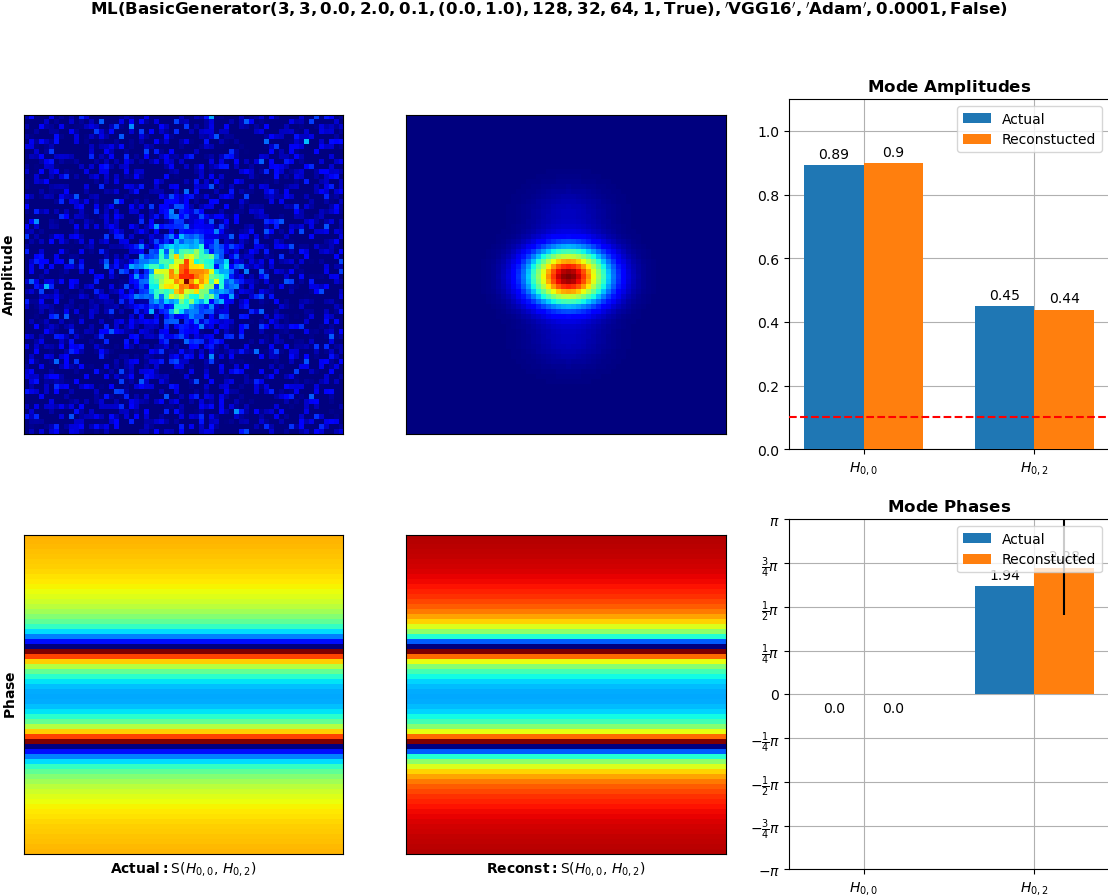 ML(BasicGenerator(3, 3, 0.0, 2.0, 0.1, (0.0, 1.0), 128, 32, 64, 1, True), 'VGG16', 'Adam', 0.0001, False)
Amplitude
Mode Amplitudes
Actual
Reconstucted
1.0
0.8
0.6
0.4
0.2
0.0
0.89
0.9
0.45
0.44
H0,0
H0,2
Phase
Actual: S(H0,0, H0,2)
Reconst: S(H0,0, H0,2)
Mode Phases
Actual
Reconstucted
π
3/4π
1/2π
1/4π
0
−1/4π
−1/2π
−3/4π
−π
0.0
0.0
1.94
H0,0
H0,2